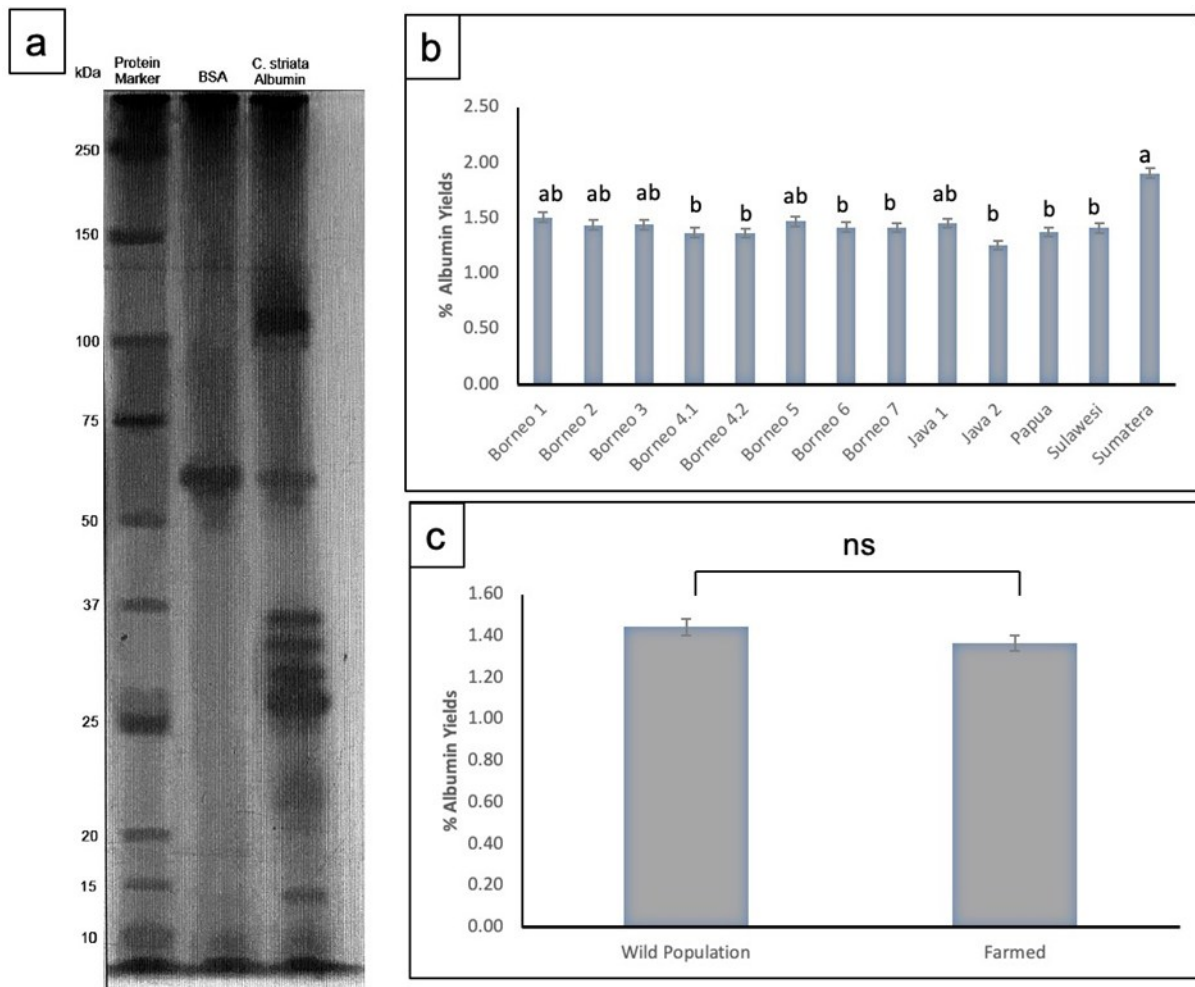 a
kDa
Protein
Marker
BSA
C. striata
Albumin
250
150
100
75
50
37
25
20
15
10
b
% Albumin Yields
2.50
2.00
1.50
1.00
0.50
0.00
ab ab ab b b ab b b ab b b b a
Borneo 1
Borneo 2
Borneo 3
Borneo 4.1
Borneo 4.2
Borneo 5
Borneo 6
Borneo 7
Java 1
Java 2
Papua
Sulawesi
Sumatera
c
ns
% Albumin Yields
1.60
1.40
1.20
1.00
0.80
0.60
0.40
0.20
0.00
Wild Population
Farmed